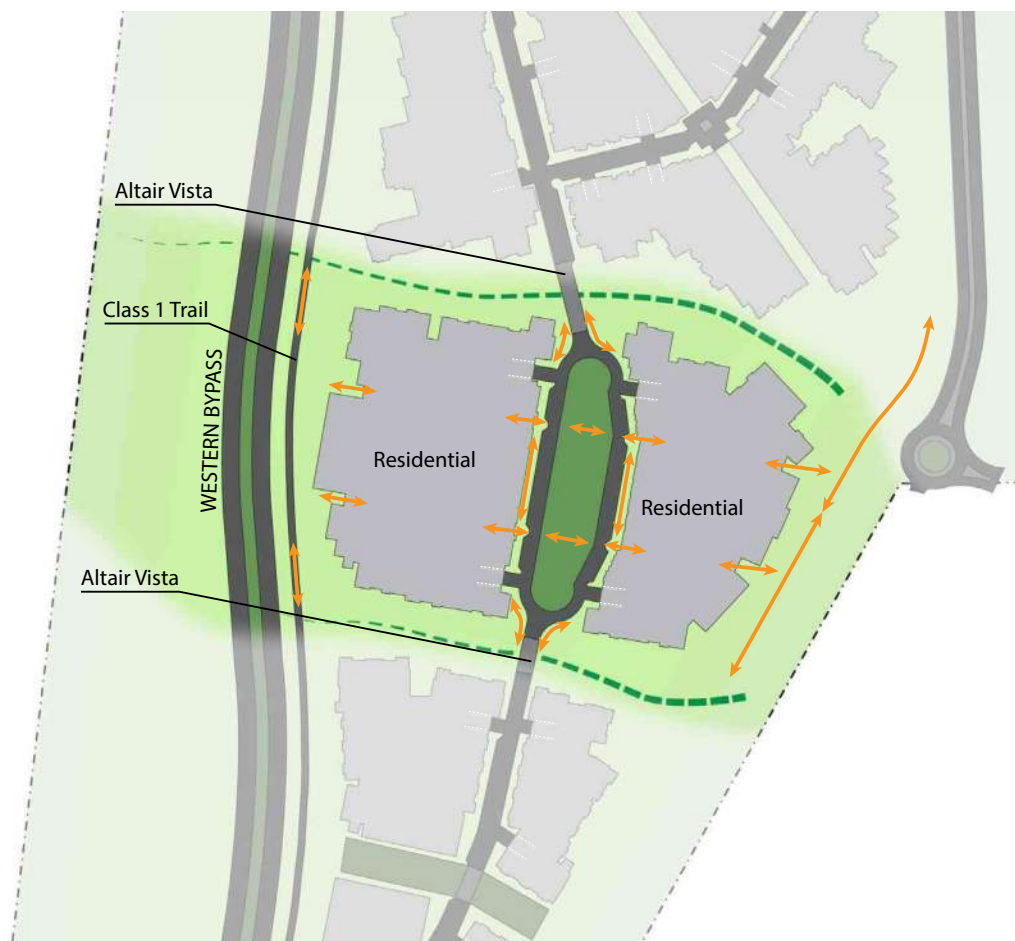 Altair Vista
Class 1 Trail
WESTERN BYPASS
Residential
Residential
Altair Vista